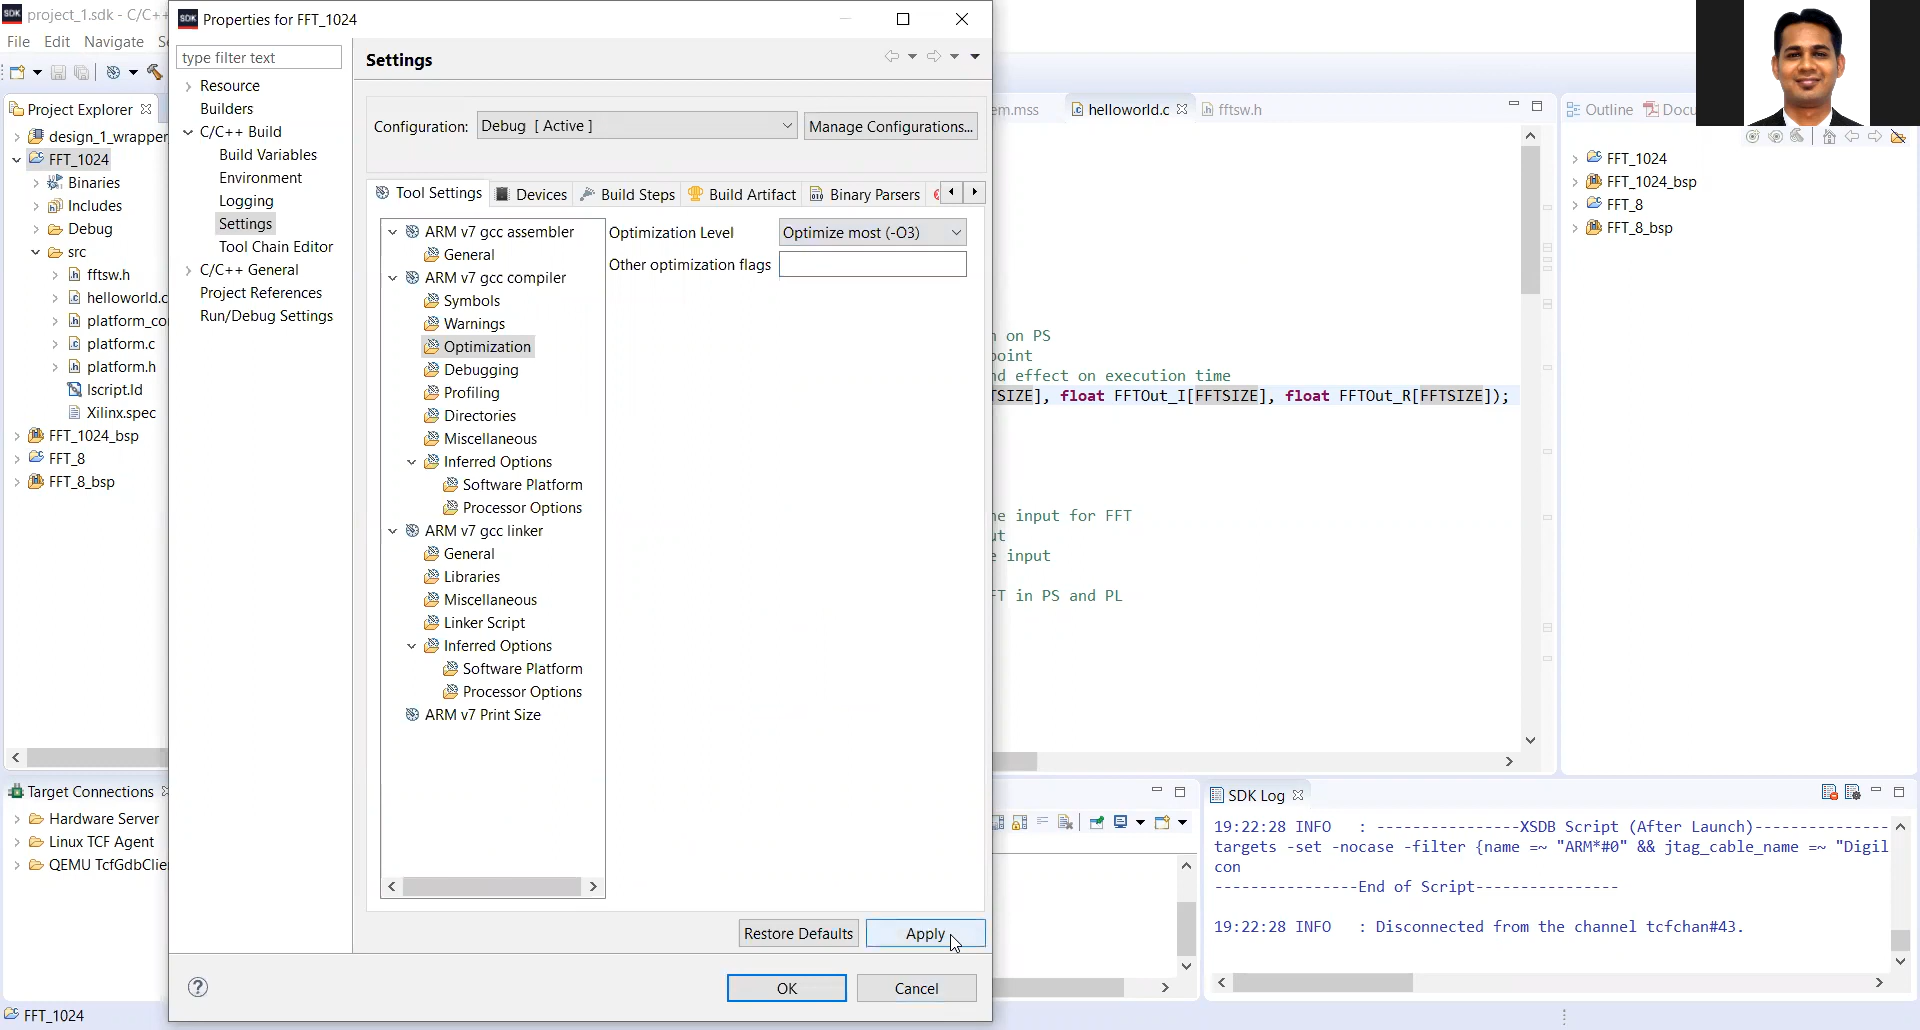 project_1.sdk - C/C++
File Edit Navigate
Project Explorer
design_1_wrapper
FFT_1024
Binaries
Includes
Debug
src
fftsw.h
helloworld.c
platform_co
platform.c
platform.h
lscript.ld
Xilinx.spec
FFT_1024_bsp
FFT_8
FFT_8_bsp
Target Connections
Hardware Server
Linux TCF Agent
QEMU TcfGdbClie
FFT_1024
SDK Properties for FFT_1024
type filter text
Resource
Builders
C/C++ Build
Build Variables
Environment
Logging
Settings
Tool Chain Editor
C/C++ General
Project References
Run/Debug Settings
Settings
Configuration: Debug [ Active ] Manage Configurations...
Tool Settings Devices Build Steps Build Artifact Binary Parsers
ARM v7 gcc assembler
General
ARM v7 gcc compiler
Symbols
Warnings
Optimization
Debugging
Profiling
Directories
Miscellaneous
Inferred Options
Software Platform
Processor Options
ARM v7 gcc linker
General
Libraries
Miscellaneous
Linker Script
Inferred Options
Software Platform
Processor Options
ARM v7 Print Size
Optimization Level Optimize most (-O3)
Other optimization flags
Restore Defaults Apply
OK Cancel
em.mss helloworld.c fftsw.h
n on PS
point
nd effect on execution time
TSIZE], float FFTOut_I[FFTSIZE], float FFTOut_R[FFTSIZE]);
he input for FFT
ut
e input
FT in PS and PL
Outline Docu
FFT_1024
FFT_1024_bsp
FFT_8
FFT_8_bsp
SDK Log
19:22:28 INFO : ----------------XSDB Script (After Launch)----------------
targets -set -nocase -filter {name =~ "ARM*#0" && jtag_cable_name =~ "Digil
con
----------------End of Script----------------
19:22:28 INFO : Disconnected from the channel tcfchan#43.